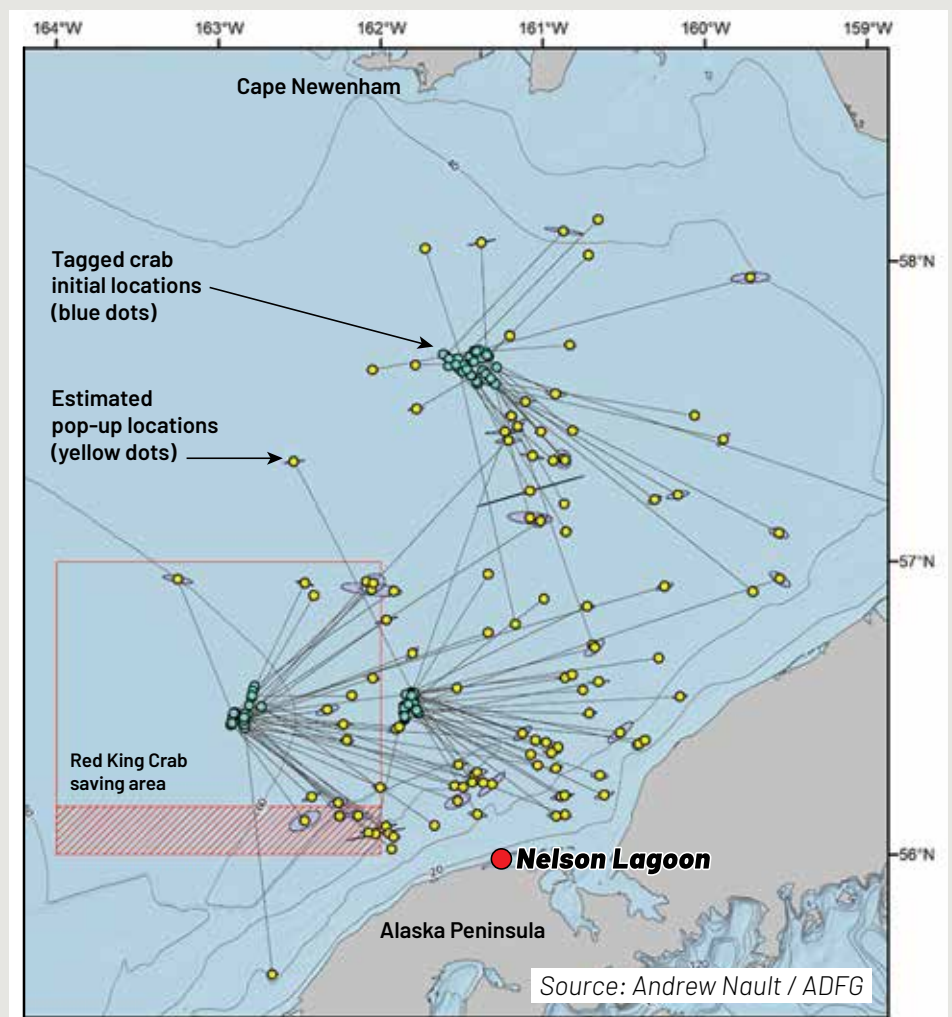 164°W 163°W 162°W 161°W 160°W 159°W
Cape Newenham
Tagged crab
initial locations
(blue dots)
58°N
Estimated
pop-up locations
(yellow dots)
57°N
Red King Crab
saving area
56°N
Nelson Lagoon
20
Alaska Peninsula
Source: Andrew Nault / ADFG